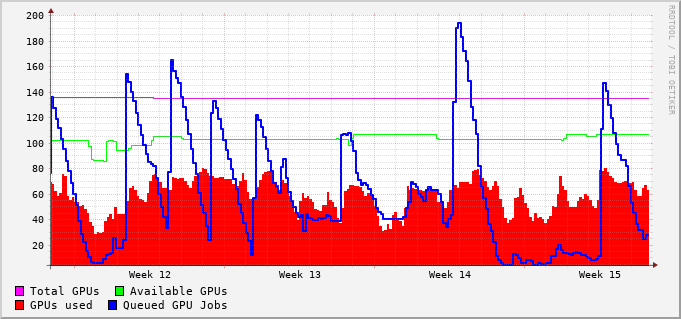 200
180
160
140
120
100
80
60
40
20
Week 12 Week 13 Week 14 Week 15
Total GPUs Available GPUs
GPUs used Queued GPU Jobs
RRDTOOL / TOBI OETIKER